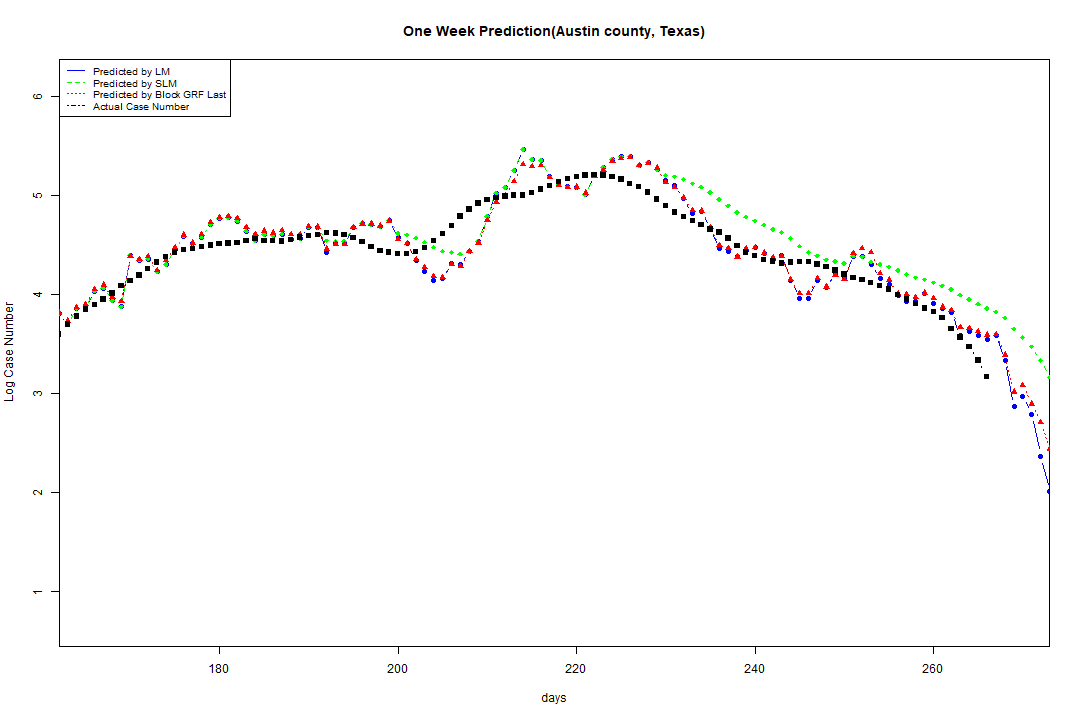 One Week Prediction(Austin county, Texas)
Predicted by LM
Predicted by SLM
Predicted by Block GRF Last
Actual Case Number
6
5
4
3
2
1
Log Case Number
180 200 220 240 260
days